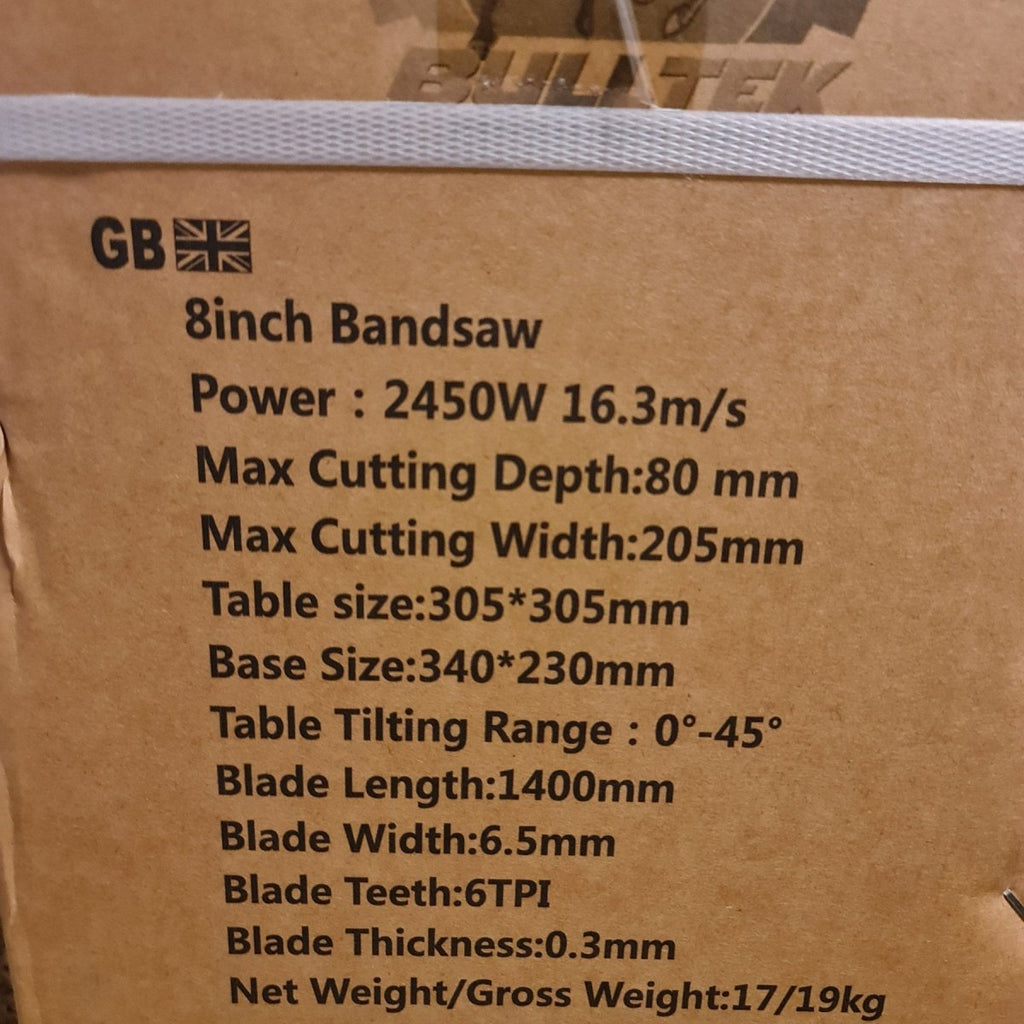 BULLTEK
GB
8inch Bandsaw
Power : 2450W 16.3m/s
Max Cutting Depth:80 mm
Max Cutting Width:205mm
Table size:305*305mm
Base Size:340*230mm
Table Tilting Range : 0°-45°
Blade Length:1400mm
Blade Width:6.5mm
Blade Teeth:6TPI
Blade Thickness:0.3mm
Net Weight/Gross Weight:17/19kg